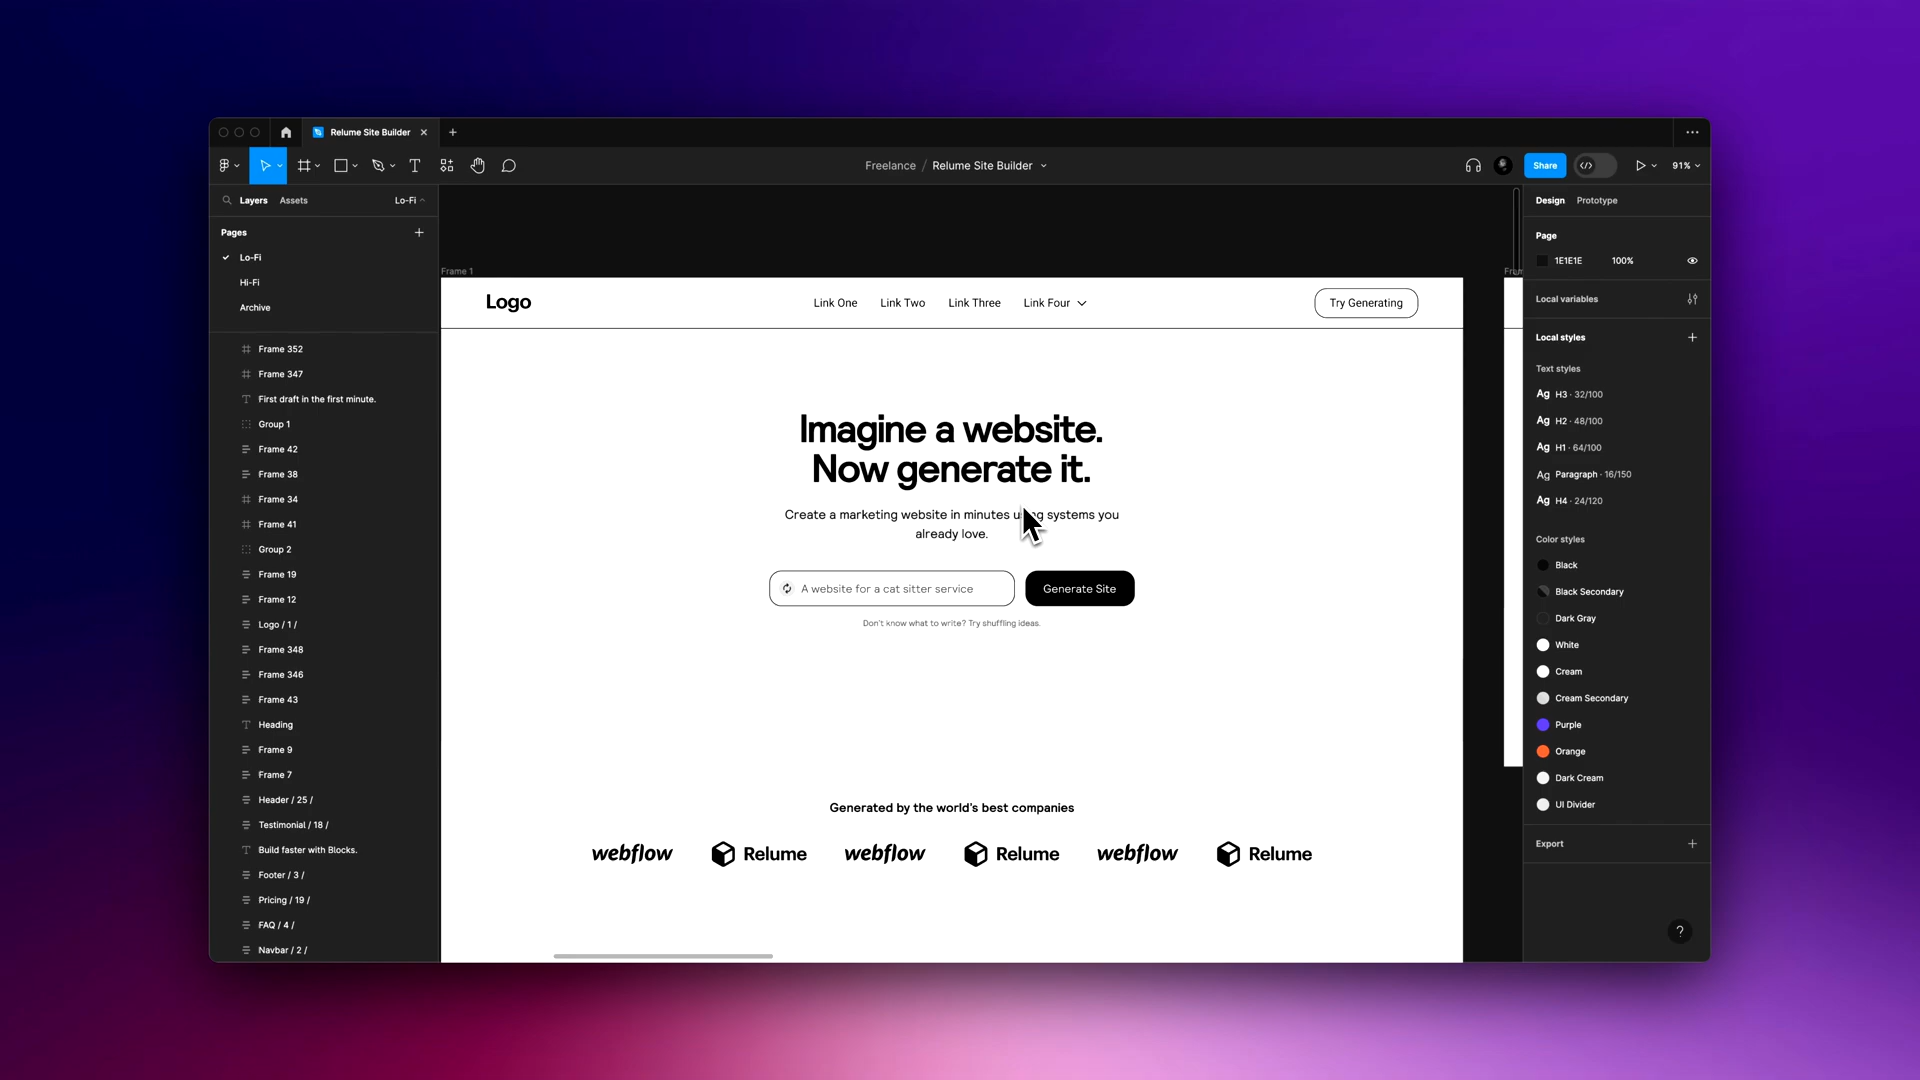 Relume Site Builder
Freelance / Relume Site Builder
Share
91%
Layers
Assets
Lo-Fi
Pages
Lo-Fi
Hi-Fi
Archive
Frame 352
Frame 347
First draft in the first minute.
Group 1
Frame 42
Frame 38
Frame 34
Frame 41
Group 2
Frame 19
Frame 12
Logo / 1 /
Frame 348
Frame 346
Frame 43
Heading
Frame 9
Frame 7
Header / 25 /
Testimonial / 18 /
Build faster with Blocks.
Footer / 3 /
Pricing / 19 /
FAQ / 4 /
Navbar / 2 /
Frame 1
Logo
Link One
Link Two
Link Three
Link Four
Try Generating
Imagine a website.
Now generate it.
Create a marketing website in minutes using systems you
already love.
A website for a cat sitter service
Generate Site
Don't know what to write? Try shuffling ideas.
Generated by the world's best companies
webflow
Relume
webflow
Relume
webflow
Relume
Design
Prototype
Page
1E1E1E
100%
Local variables
Local styles
Text styles
Ag H3 · 32/100
Ag H2 · 48/100
Ag H1 · 64/100
Ag Paragraph · 16/150
Ag H4 · 24/120
Color styles
Black
Black Secondary
Dark Gray
White
Cream
Cream Secondary
Purple
Orange
Dark Cream
UI Divider
Export
?